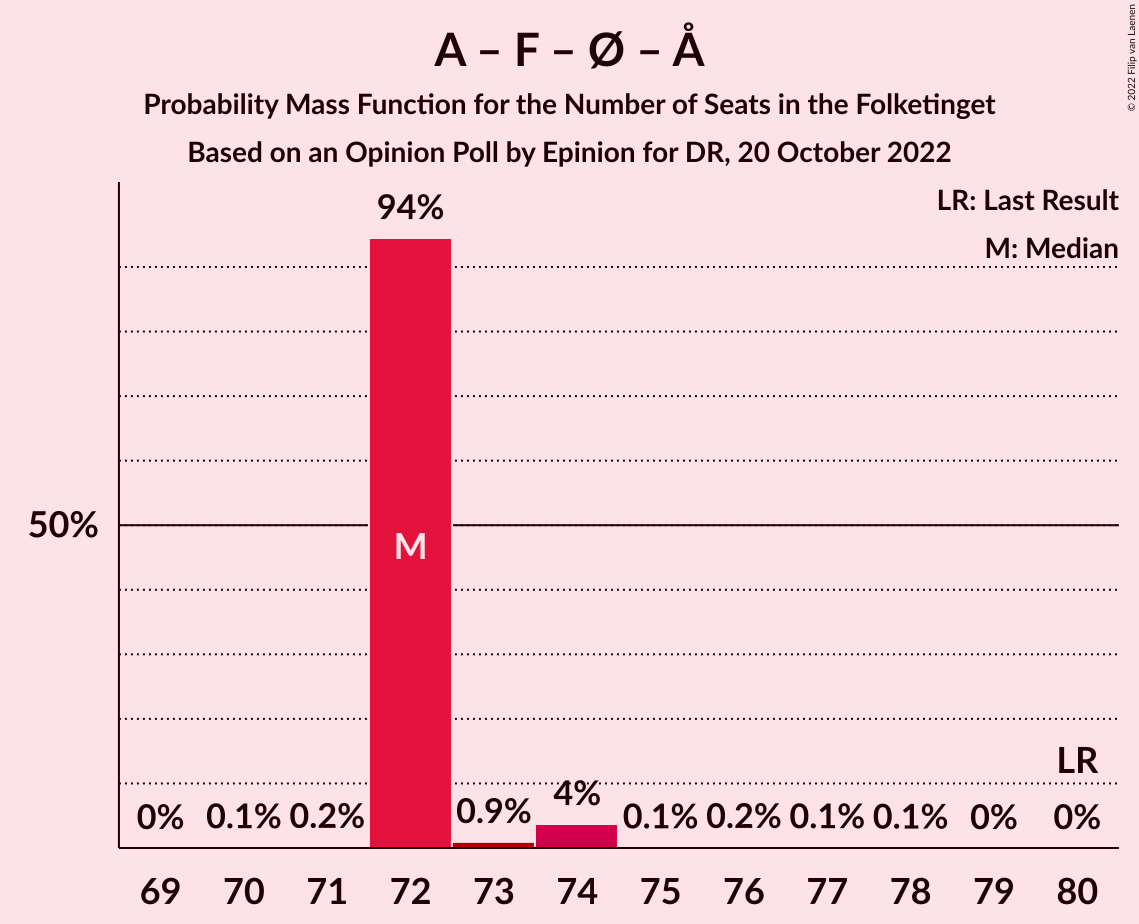 A – F – Ø – Å
Probability Mass Function for the Number of Seats in the Folketinget
Based on an Opinion Poll by Epinion for DR, 20 October 2022
© 2022 Filip van Laenen
LR: Last Result
M: Median
94%
50%
M
LR
0% 0.1% 0.2% 0.9% 4% 0.1% 0.2% 0.1% 0.1% 0% 0%
69 70 71 72 73 74 75 76 77 78 79 80